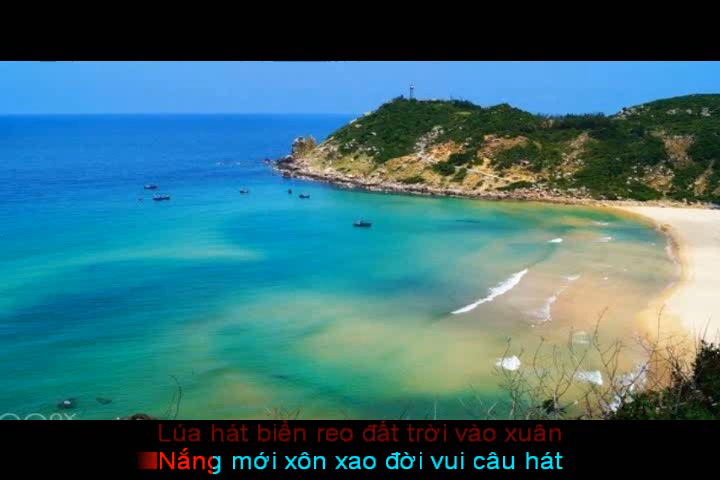 Lúa hát biển reo đất trời vào xuân
Nắng mới xôn xao đời vui câu hát